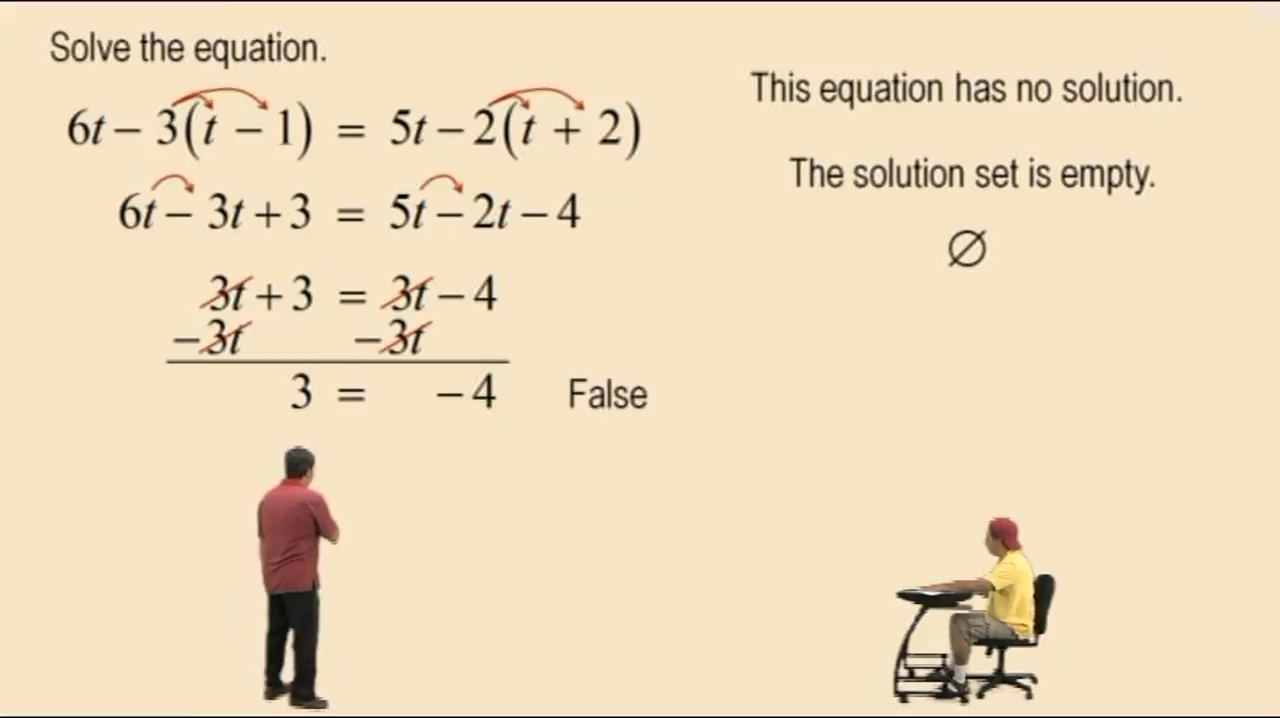 Solve the equation.
6t − 3(t − 1) = 5t − 2(t + 2)
6t − 3t + 3 = 5t − 2t − 4
3t + 3 = 3t − 4
−3t −3t
3 = −4 False
This equation has no solution.
The solution set is empty.
∅